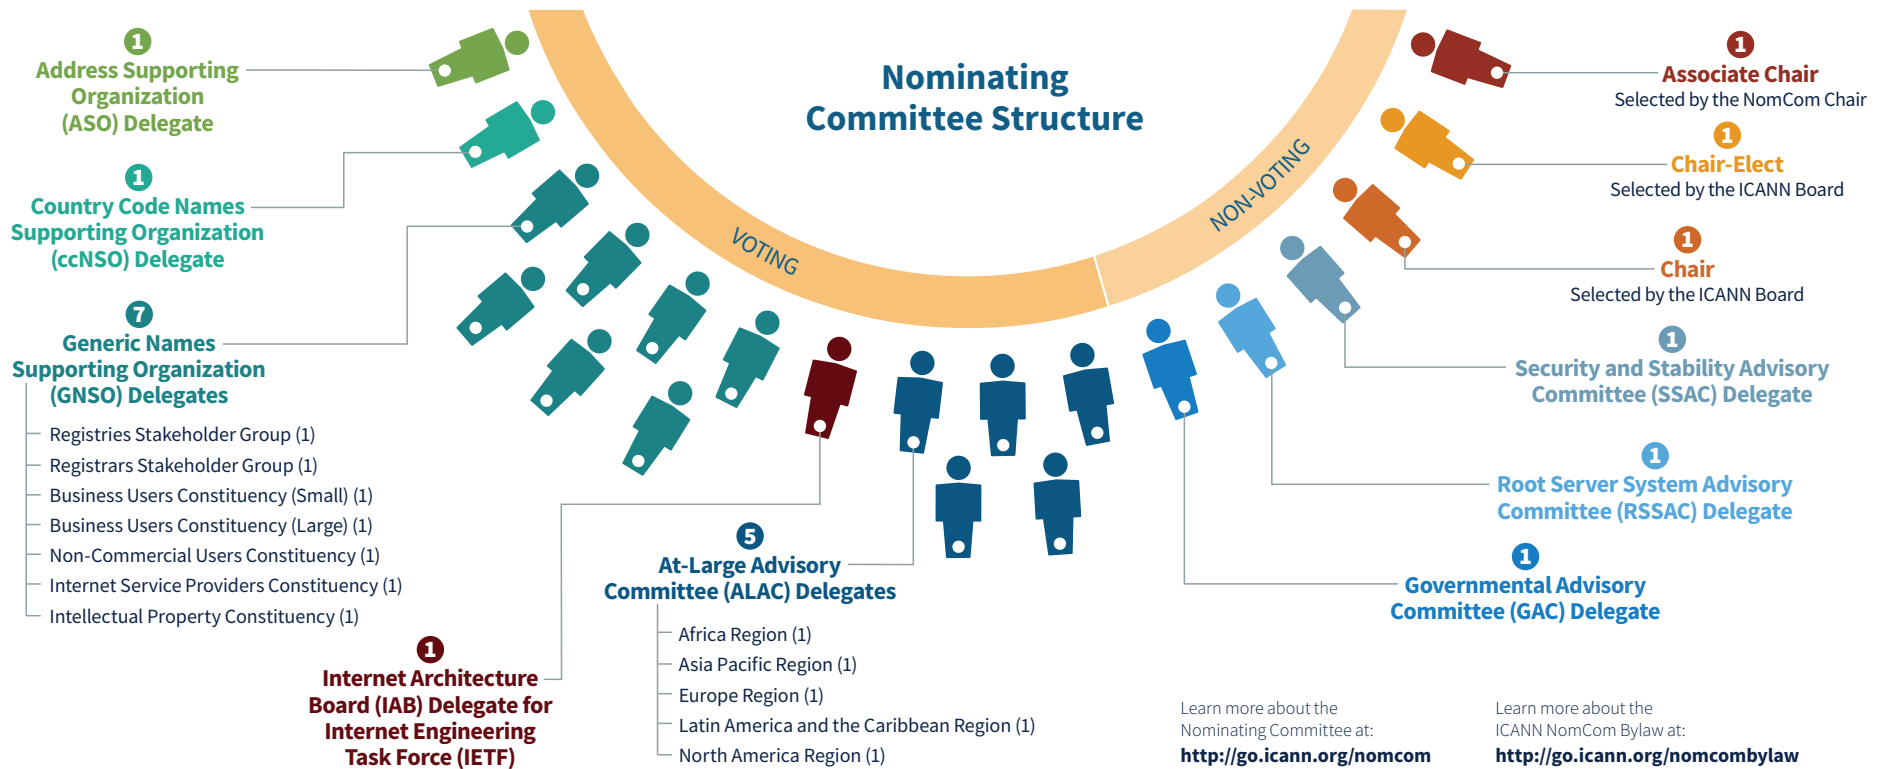 Nominating
Committee Structure
VOTING
NON-VOTING
1
Address Supporting
Organization
(ASO) Delegate
1
Country Code Names
Supporting Organization
(ccNSO) Delegate
7
Generic Names
Supporting Organization
(GNSO) Delegates
Registries Stakeholder Group (1)
Registrars Stakeholder Group (1)
Business Users Constituency (Small) (1)
Business Users Constituency (Large) (1)
Non-Commercial Users Constituency (1)
Internet Service Providers Constituency (1)
Intellectual Property Constituency (1)
1
Internet Architecture
Board (IAB) Delegate for
Internet Engineering
Task Force (IETF)
5
At-Large Advisory
Committee (ALAC) Delegates
Africa Region (1)
Asia Pacific Region (1)
Europe Region (1)
Latin America and the Caribbean Region (1)
North America Region (1)
1
Associate Chair
Selected by the NomCom Chair
1
Chair-Elect
Selected by the ICANN Board
1
Chair
Selected by the ICANN Board
1
Security and Stability Advisory
Committee (SSAC) Delegate
1
Root Server System Advisory
Committee (RSSAC) Delegate
1
Governmental Advisory
Committee (GAC) Delegate
Learn more about the
Nominating Committee at:
http://go.icann.org/nomcom
Learn more about the
ICANN NomCom Bylaw at:
http://go.icann.org/nomcombylaw